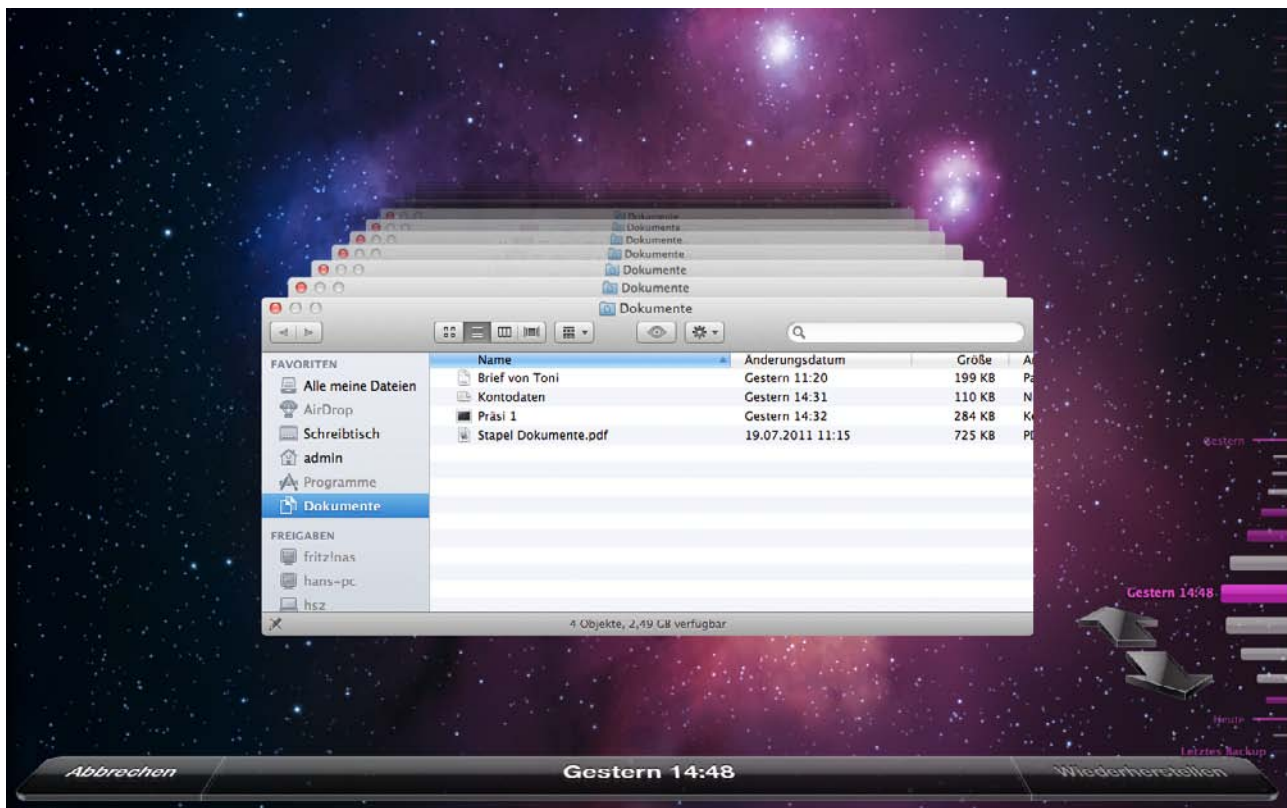 Dokumente
Dokumente
Dokumente
Dokumente
Dokumente
Dokumente
Dokumente
FAVORITEN
Alle meine Dateien
AirDrop
Schreibtisch
admin
Programme
Dokumente
FREIGABEN
fritz!nas
hans-pc
hsz
Name Änderungsdatum Größe
Brief von Toni Gestern 11:20 199 KB
Kontodaten Gestern 14:31 110 KB
Präsi 1 Gestern 14:32 284 KB
Stapel Dokumente.pdf 19.07.2011 11:15 725 KB
4 Objekte, 2,49 GB verfügbar
Gestern
Gestern 14:48
Heute
Letztes Backup
Abbrechen Gestern 14:48 Wiederherstellen